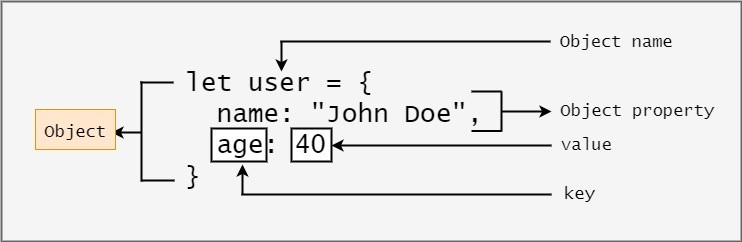 Object name
let user = {
name: "John Doe",
Object property
Object
age: 40
value
}
key